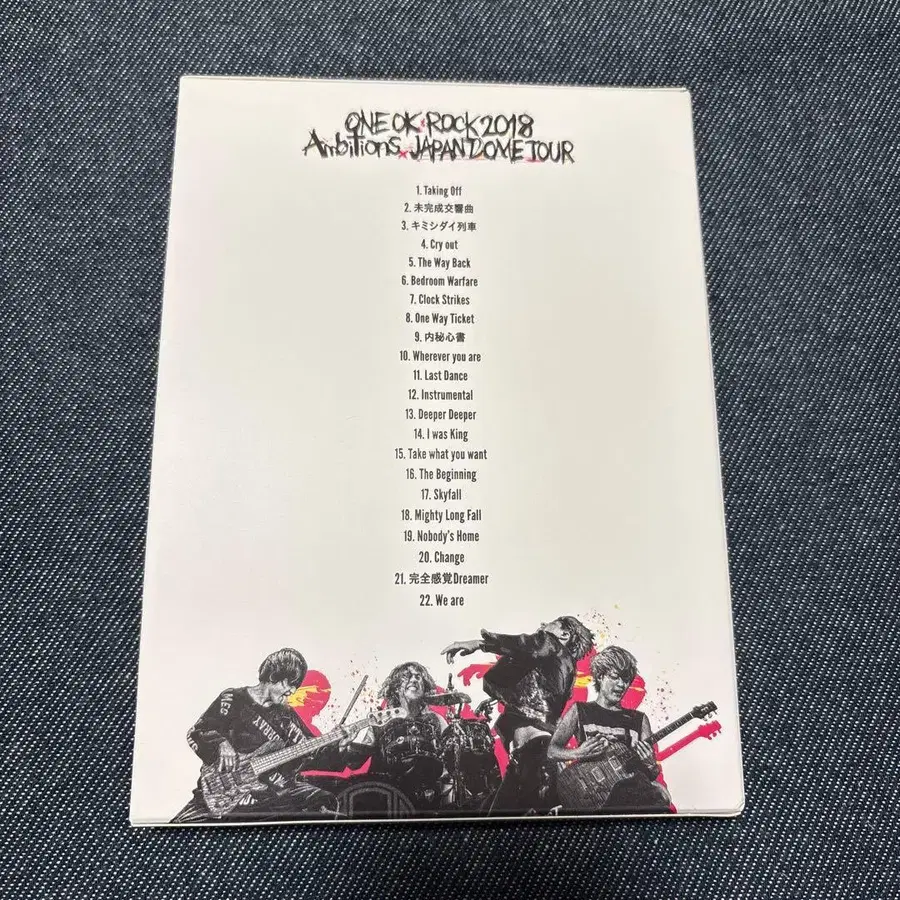 ONE OK ROCK 2018
Ambitions JAPAN DOME TOUR
1. Taking Off
2. 未完成交響曲
3. キミシダイ列車
4. Cry out
5. The Way Back
6. Bedroom Warfare
7. Clock Strikes
8. One Way Ticket
9. 内秘心書
10. Wherever you are
11. Last Dance
12. Instrumental
13. Deeper Deeper
14. I was King
15. Take what you want
16. The Beginning
17. Skyfall
18. Mighty Long Fall
19. Nobody's Home
20. Change
21. 完全感覚Dreamer
22. We are